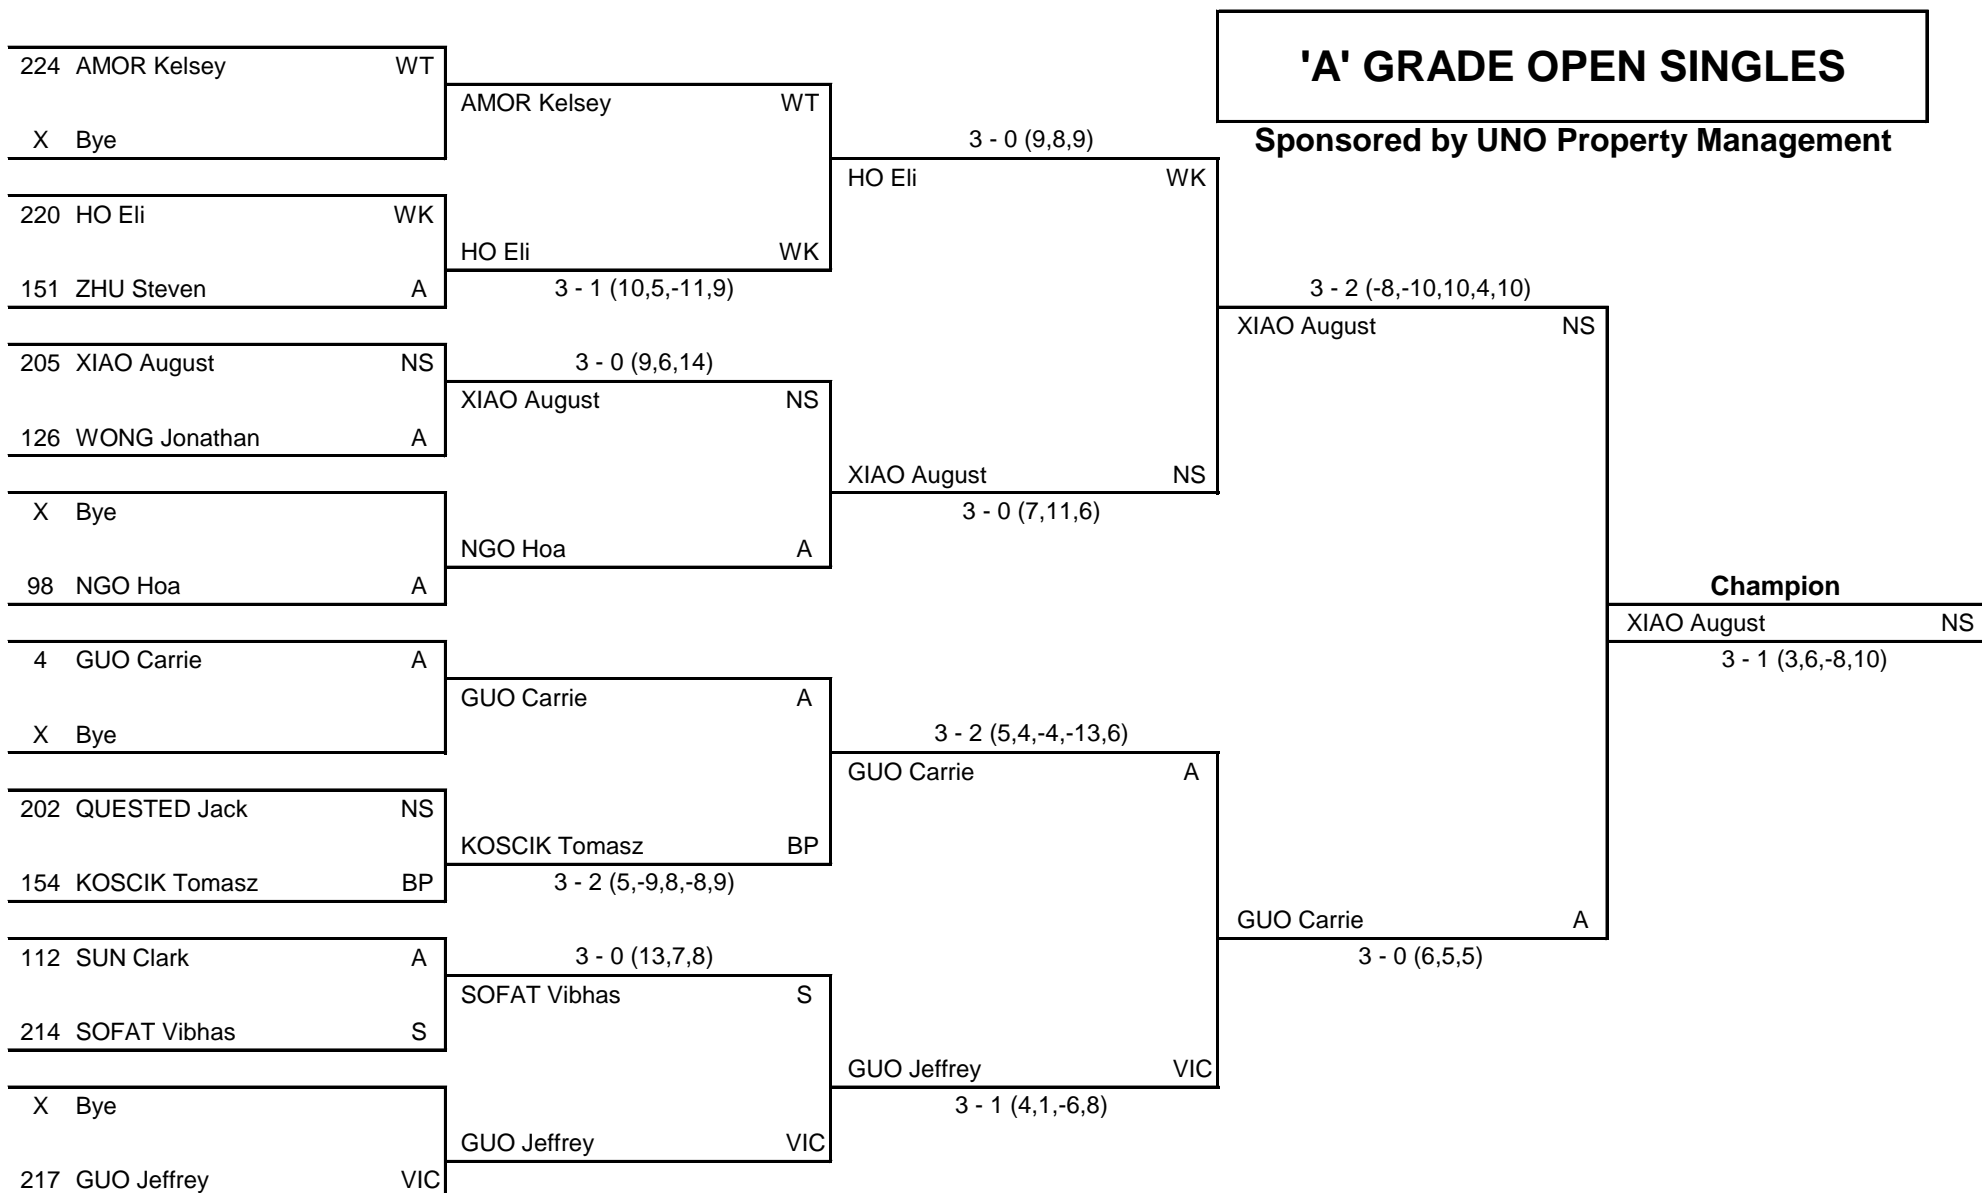 'A' GRADE OPEN SINGLES
Sponsored by UNO Property Management
224 AMOR Kelsey WT
X Bye
220 HO Eli WK
151 ZHU Steven A
205 XIAO August NS
126 WONG Jonathan A
X Bye
98 NGO Hoa A
4 GUO Carrie A
X Bye
202 QUESTED Jack NS
154 KOSCIK Tomasz BP
112 SUN Clark A
214 SOFAT Vibhas S
X Bye
217 GUO Jeffrey VIC
AMOR Kelsey WT
HO Eli WK
3 - 1 (10,5,-11,9)
3 - 0 (9,6,14)
XIAO August NS
NGO Hoa A
GUO Carrie A
KOSCIK Tomasz BP
3 - 2 (5,-9,8,-8,9)
3 - 0 (13,7,8)
SOFAT Vibhas S
GUO Jeffrey VIC
3 - 0 (9,8,9)
HO Eli WK
XIAO August NS
3 - 0 (7,11,6)
3 - 2 (5,4,-4,-13,6)
GUO Carrie A
GUO Jeffrey VIC
3 - 1 (4,1,-6,8)
3 - 2 (-8,-10,10,4,10)
XIAO August NS
GUO Carrie A
3 - 0 (6,5,5)
Champion
XIAO August NS
3 - 1 (3,6,-8,10)